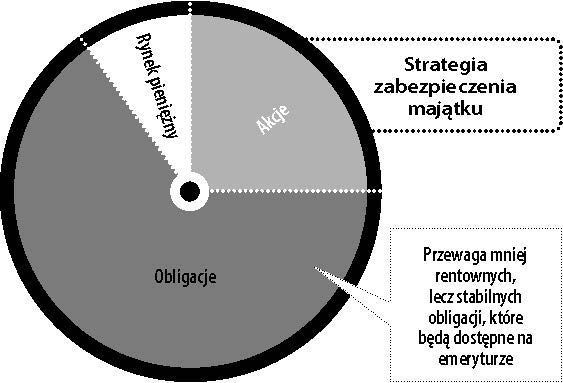 Rynek pieniężny
Akcje
Strategia
zabezpieczenia
majątku
Obligacje
Przewaga mniej
rentownych,
lecz stabilnych
obligacji, które
będą dostępne na
emeryturze